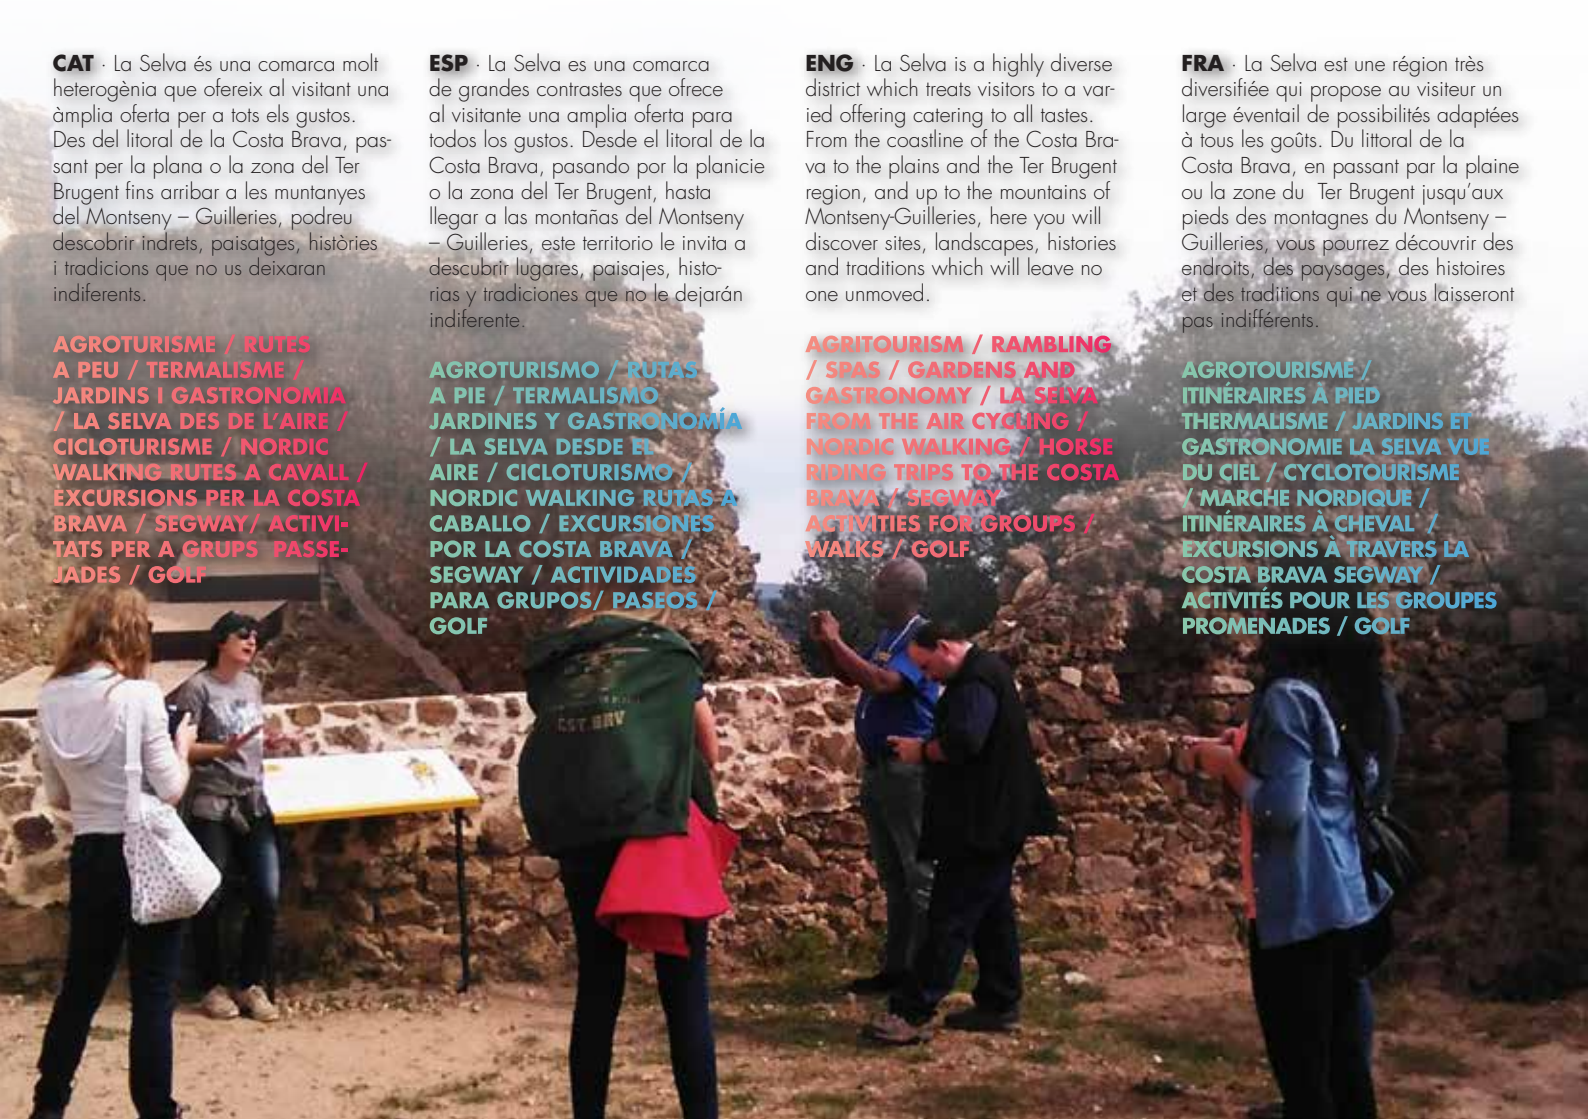 CAT · La Selva és una comarca molt
heterogènia que ofereix al visitant una
àmplia oferta per a tots els gustos.
Des del litoral de la Costa Brava, pas-
sant per la plana o la zona del Ter
Brugent fins arribar a les muntanyes
del Montseny – Guilleries, podreu
descobrir indrets, paisatges, històries
i tradicions que no us deixaran
indiferents.
AGROTURISME / RUTES
A PEU / TERMALISME /
JARDINS I GASTRONOMIA
/ LA SELVA DES DE L'AIRE /
CICLOTURISME / NORDIC
WALKING RUTES A CAVALL /
EXCURSIONS PER LA COSTA
BRAVA / SEGWAY/ ACTIVI-
TATS PER A GRUPS PASSE-
JADES / GOLF
ESP · La Selva es una comarca
de grandes contrastes que ofrece
al visitante una amplia oferta para
todos los gustos. Desde el litoral de la
Costa Brava, pasando por la planicie
o la zona del Ter Brugent, hasta
llegar a las montañas del Montseny
– Guilleries, este territorio le invita a
descubrir lugares, paisajes, histo-
rias y tradiciones que no le dejarán
indiferente.
AGROTURISMO / RUTAS
A PIE / TERMALISMO
JARDINES Y GASTRONOMÍA
/ LA SELVA DESDE EL
AIRE / CICLOTURISMO /
NORDIC WALKING RUTAS A
CABALLO / EXCURSIONES
POR LA COSTA BRAVA /
SEGWAY / ACTIVIDADES
PARA GRUPOS/ PASEOS /
GOLF
ENG · La Selva is a highly diverse
district which treats visitors to a var-
ied offering catering to all tastes.
From the coastline of the Costa Bra-
va to the plains and the Ter Brugent
region, and up to the mountains of
Montseny-Guilleries, here you will
discover sites, landscapes, histories
and traditions which will leave no
one unmoved.
AGRITOURISM / RAMBLING
/ SPAS / GARDENS AND
GASTRONOMY / LA SELVA
FROM THE AIR CYCLING /
NORDIC WALKING / HORSE
RIDING TRIPS TO THE COSTA
BRAVA / SEGWAY
ACTIVITIES FOR GROUPS /
WALKS / GOLF
FRA · La Selva est une région très
diversifiée qui propose au visiteur un
large éventail de possibilités adaptées
à tous les goûts. Du littoral de la
Costa Brava, en passant par la plaine
ou la zone du Ter Brugent jusqu'aux
pieds des montagnes du Montseny –
Guilleries, vous pourrez découvrir des
endroits, des paysages, des histoires
et des traditions qui ne vous laisseront
pas indifférents.
AGROTOURISME /
ITINÉRAIRES À PIED
THERMALISME / JARDINS ET
GASTRONOMIE LA SELVA VUE
DU CIEL / CYCLOTOURISME
/ MARCHE NORDIQUE /
ITINÉRAIRES À CHEVAL /
EXCURSIONS À TRAVERS LA
COSTA BRAVA SEGWAY /
ACTIVITÉS POUR LES GROUPES
PROMENADES / GOLF